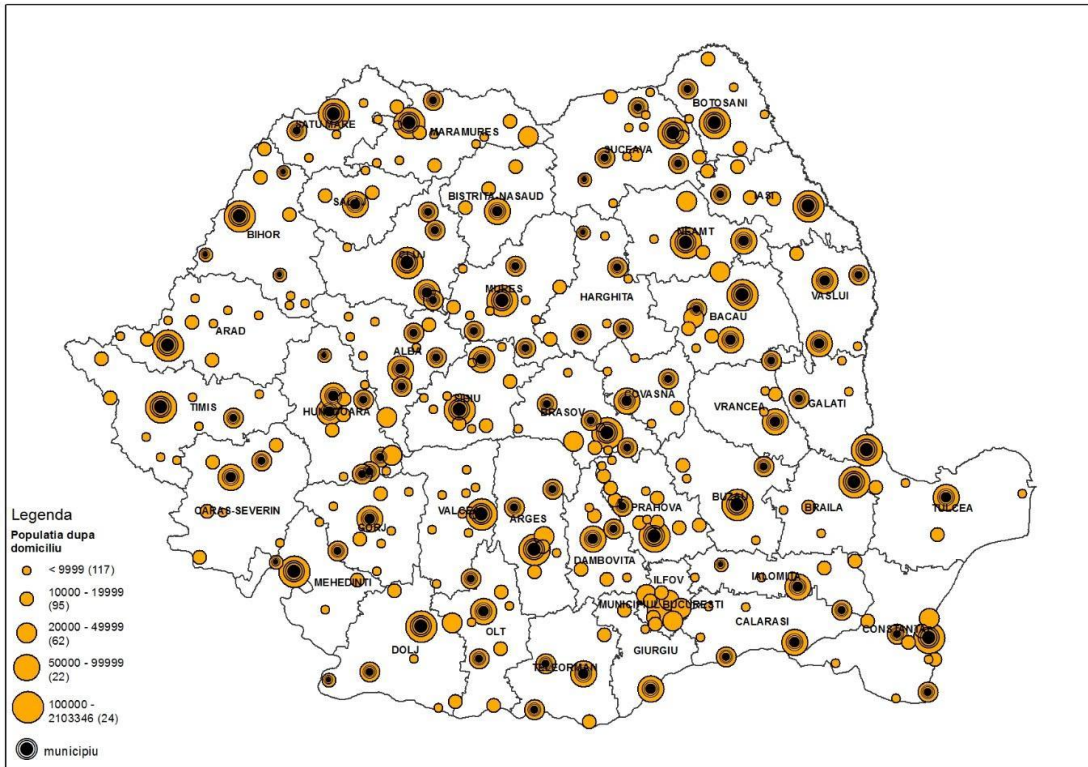 BOTOSANI
SATU MARE
MARAMURES
SUCEAVA
BISTRITA-NASAUD
IASI
SALAJ
BIHOR
NEAMT
CLUJ
MURES
HARGHITA
VASLUI
BACAU
ARAD
ALBA
COVASNA
TIMIS
HUNEDOARA
SIBIU
BRASOV
VRANCEA
GALATI
Legenda
Populatia dupa
domiciliu
< 9999 (117)
10000 - 19999
(95)
20000 - 49999
(62)
50000 - 99999
(22)
100000 -
2103346 (24)
municipiu
CARAS-SEVERIN
GORJ
VALCEA
ARGES
PRAHOVA
BUZAU
BRAILA
TULCEA
DAMBOVITA
MEHEDINTI
ILFOV
IALOMITA
MUNICIPIUL BUCURESTI
CALARASI
CONSTANTA
OLT
DOLJ
GIURGIU
TELEORMAN